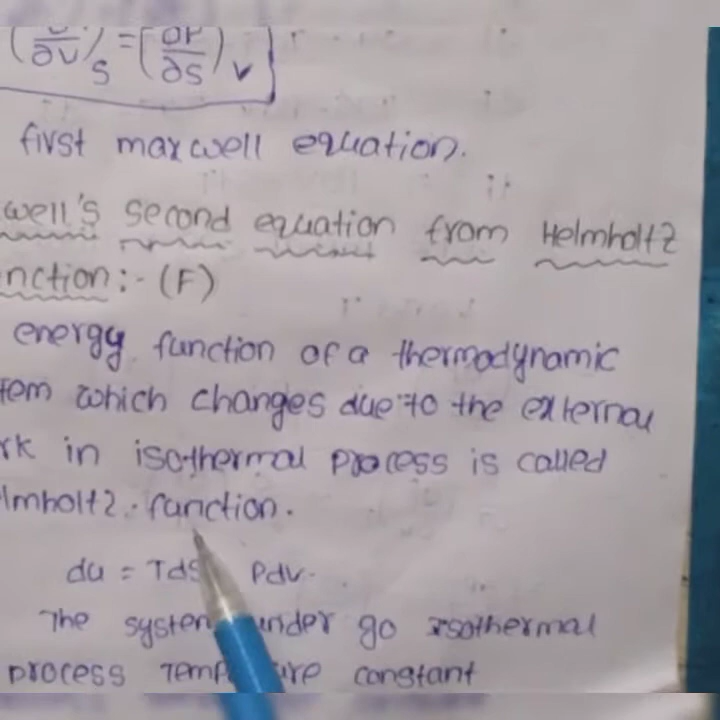 (∂/∂V)S = (∂P/∂S)V
first maxwell equation.
well's second equation from Helmholtz
nction:- (F)
energy function of a thermodynamic
tem which changes due to the external
rk in isothermal process is called
lmholtz. function.
du = Tds Pdv.
The system under go isothermal
process Temp ure constant